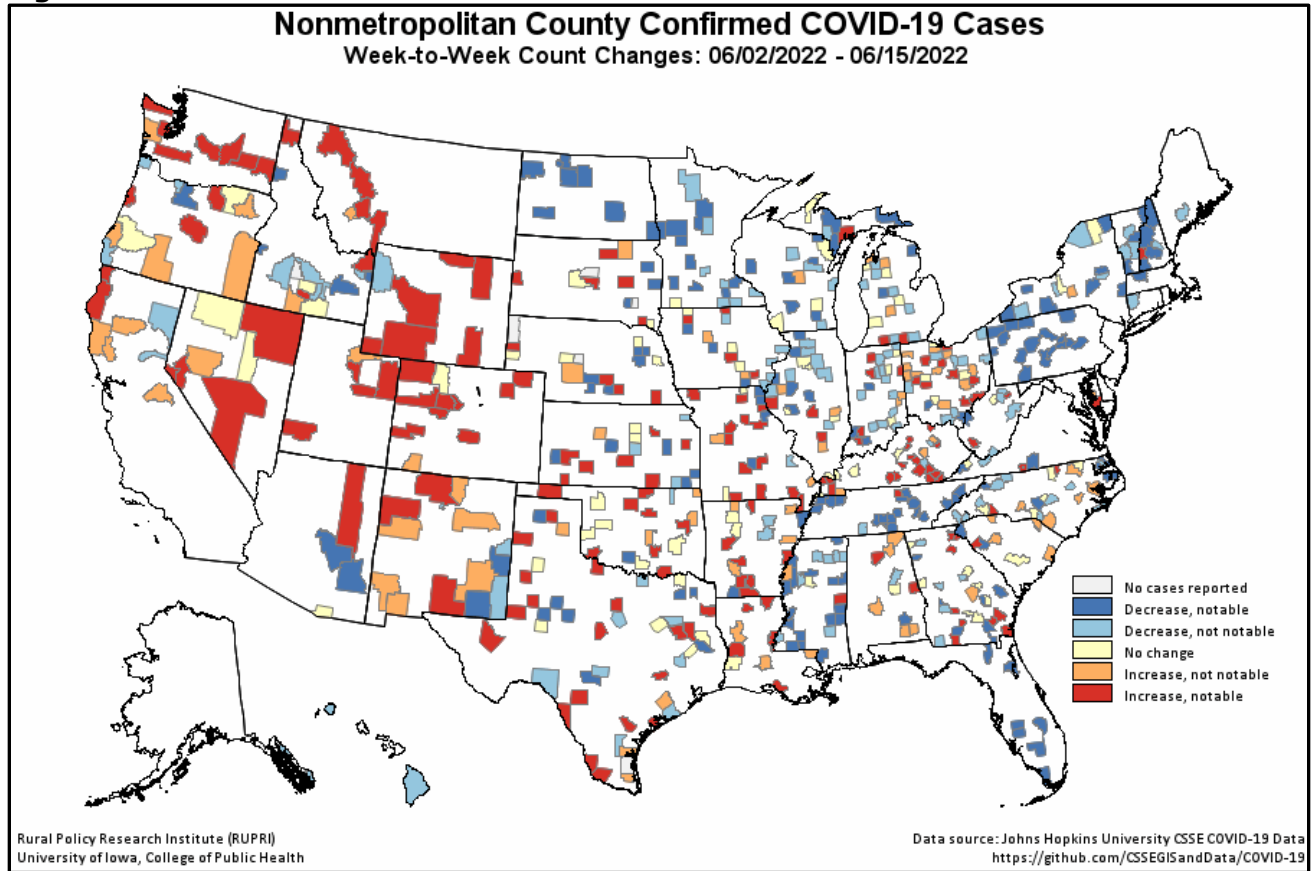 Nonmetropolitan County Confirmed COVID-19 Cases
Week-to-Week Count Changes: 06/02/2022 - 06/15/2022
No cases reported
Decrease, notable
Decrease, not notable
No change
Increase, not notable
Increase, notable
Rural Policy Research Institute (RUPRI)
University of Iowa, College of Public Health
Data source: Johns Hopkins University CSSE COVID-19 Data
https://github.com/CSSEGISandData/COVID-19